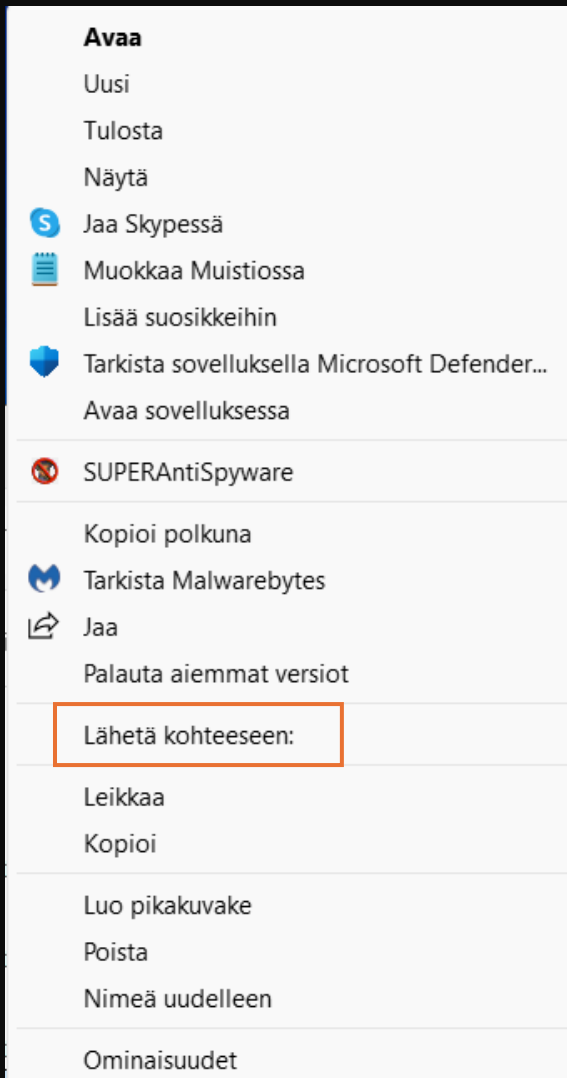 Avaa
Uusi
Tulosta
Näytä
Jaa Skypessä
Muokkaa Muistiossa
Lisää suosikkeihin
Tarkista sovelluksella Microsoft Defender...
Avaa sovelluksessa
SUPERAntiSpyware
Kopioi polkuna
Tarkista Malwarebytes
Jaa
Palauta aiemmat versiot
Lähetä kohteeseen:
Leikkaa
Kopioi
Luo pikakuvake
Poista
Nimeä uudelleen
Ominaisuudet